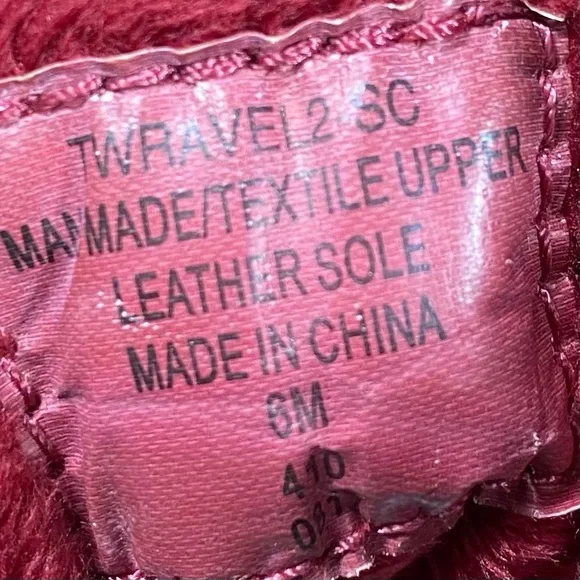 TWRAVEL2-SC
MANMADE/TEXTILE UPPER
LEATHER SOLE
MADE IN CHINA
6M
410